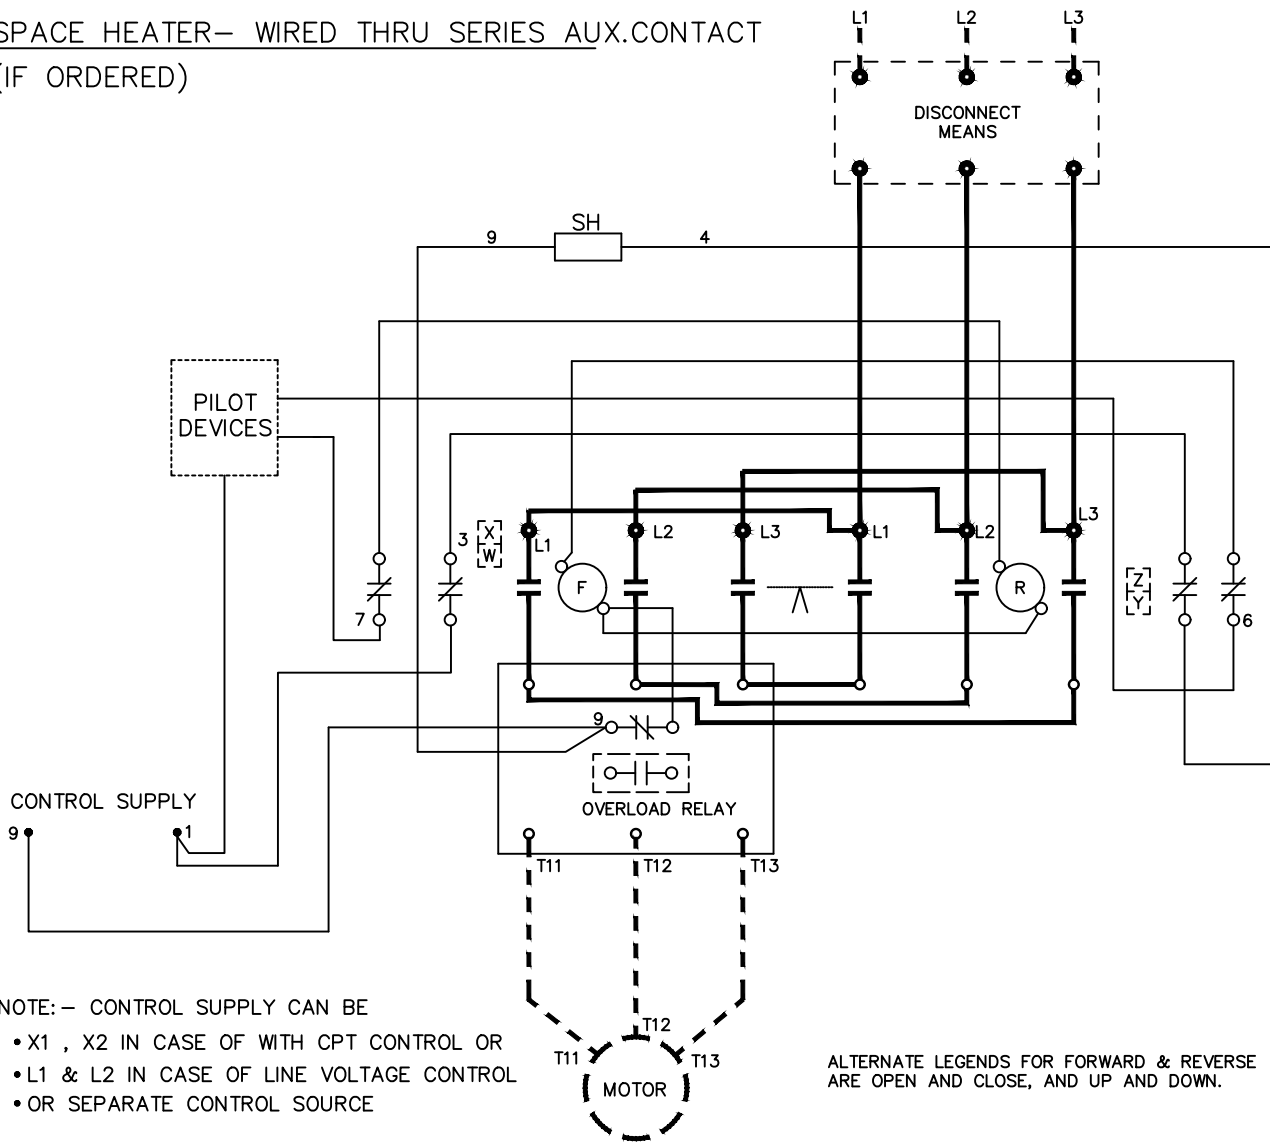 SPACE HEATER- WIRED THRU SERIES AUX.CONTACT
(IF ORDERED)
L1 L2 L3
DISCONNECT
MEANS
SH
9 4
PILOT
DEVICES
3 X L1 L2 L3 L1 L2 L3
W
F R
Z
Y
7 6
9
OVERLOAD RELAY
CONTROL SUPPLY
9 1
T11 T12 T13
NOTE:- CONTROL SUPPLY CAN BE
•X1 , X2 IN CASE OF WITH CPT CONTROL OR
•L1 & L2 IN CASE OF LINE VOLTAGE CONTROL
•OR SEPARATE CONTROL SOURCE
T12
T11 T13
MOTOR
ALTERNATE LEGENDS FOR FORWARD & REVERSE
ARE OPEN AND CLOSE, AND UP AND DOWN.